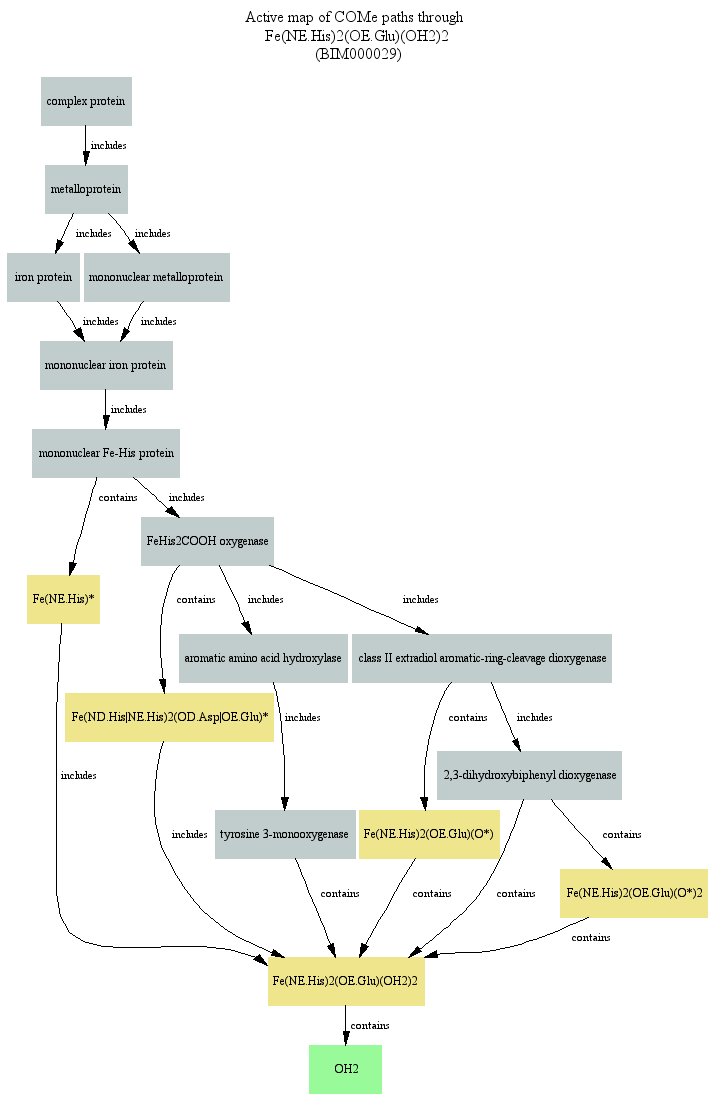 Active map of COMe paths through
Fe(NE.His)2(OE.Glu)(OH2)2
(BIM000029)
complex protein
includes
metalloprotein
includes
includes
iron protein
mononuclear metalloprotein
includes
includes
mononuclear iron protein
includes
mononuclear Fe-His protein
contains
includes
FeHis2COOH oxygenase
Fe(NE.His)*
contains
includes
includes
aromatic amino acid hydroxylase
class II extradiol aromatic-ring-cleavage dioxygenase
Fe(ND.His|NE.His)2(OD.Asp|OE.Glu)*
includes
contains
includes
includes
2,3-dihydroxybiphenyl dioxygenase
includes
tyrosine 3-monooxygenase
Fe(NE.His)2(OE.Glu)(O*)
contains
contains
contains
contains
Fe(NE.His)2(OE.Glu)(O*)2
contains
Fe(NE.His)2(OE.Glu)(OH2)2
contains
OH2